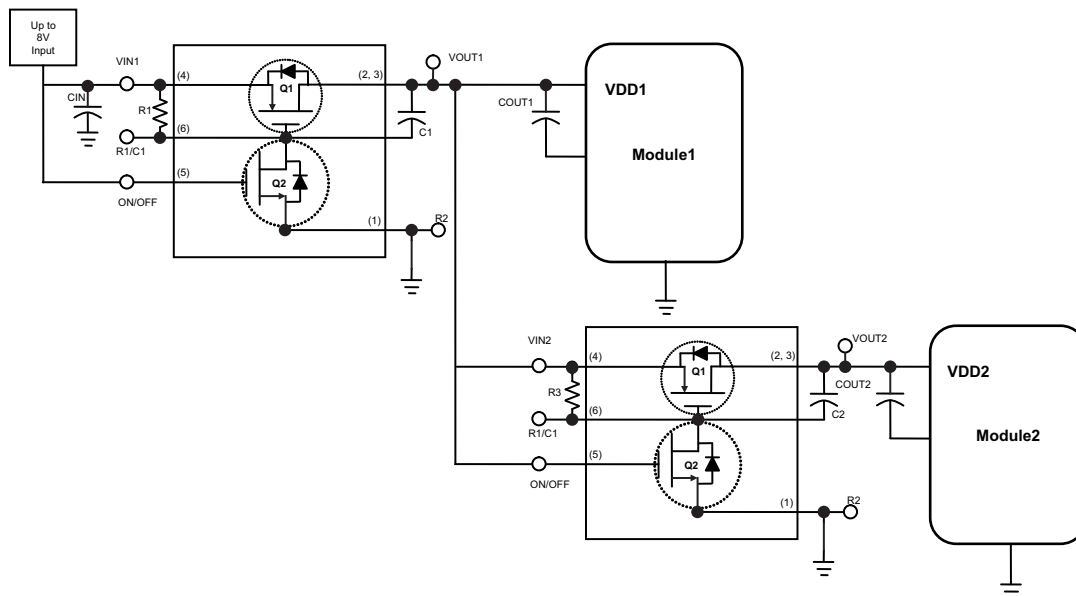 Up to
8V
Input
VIN1
VOUT1
(4)
(2, 3)
CIN
R1
Q1
C1
COUT1
VDD1
Module1
R1/C1
(6)
(5)
Q2
ON/OFF
(1)
R2
VIN2
VOUT2
(4)
(2, 3)
R3
Q1
C2
COUT2
VDD2
Module2
R1/C1
(6)
(5)
Q2
ON/OFF
(1)
R2